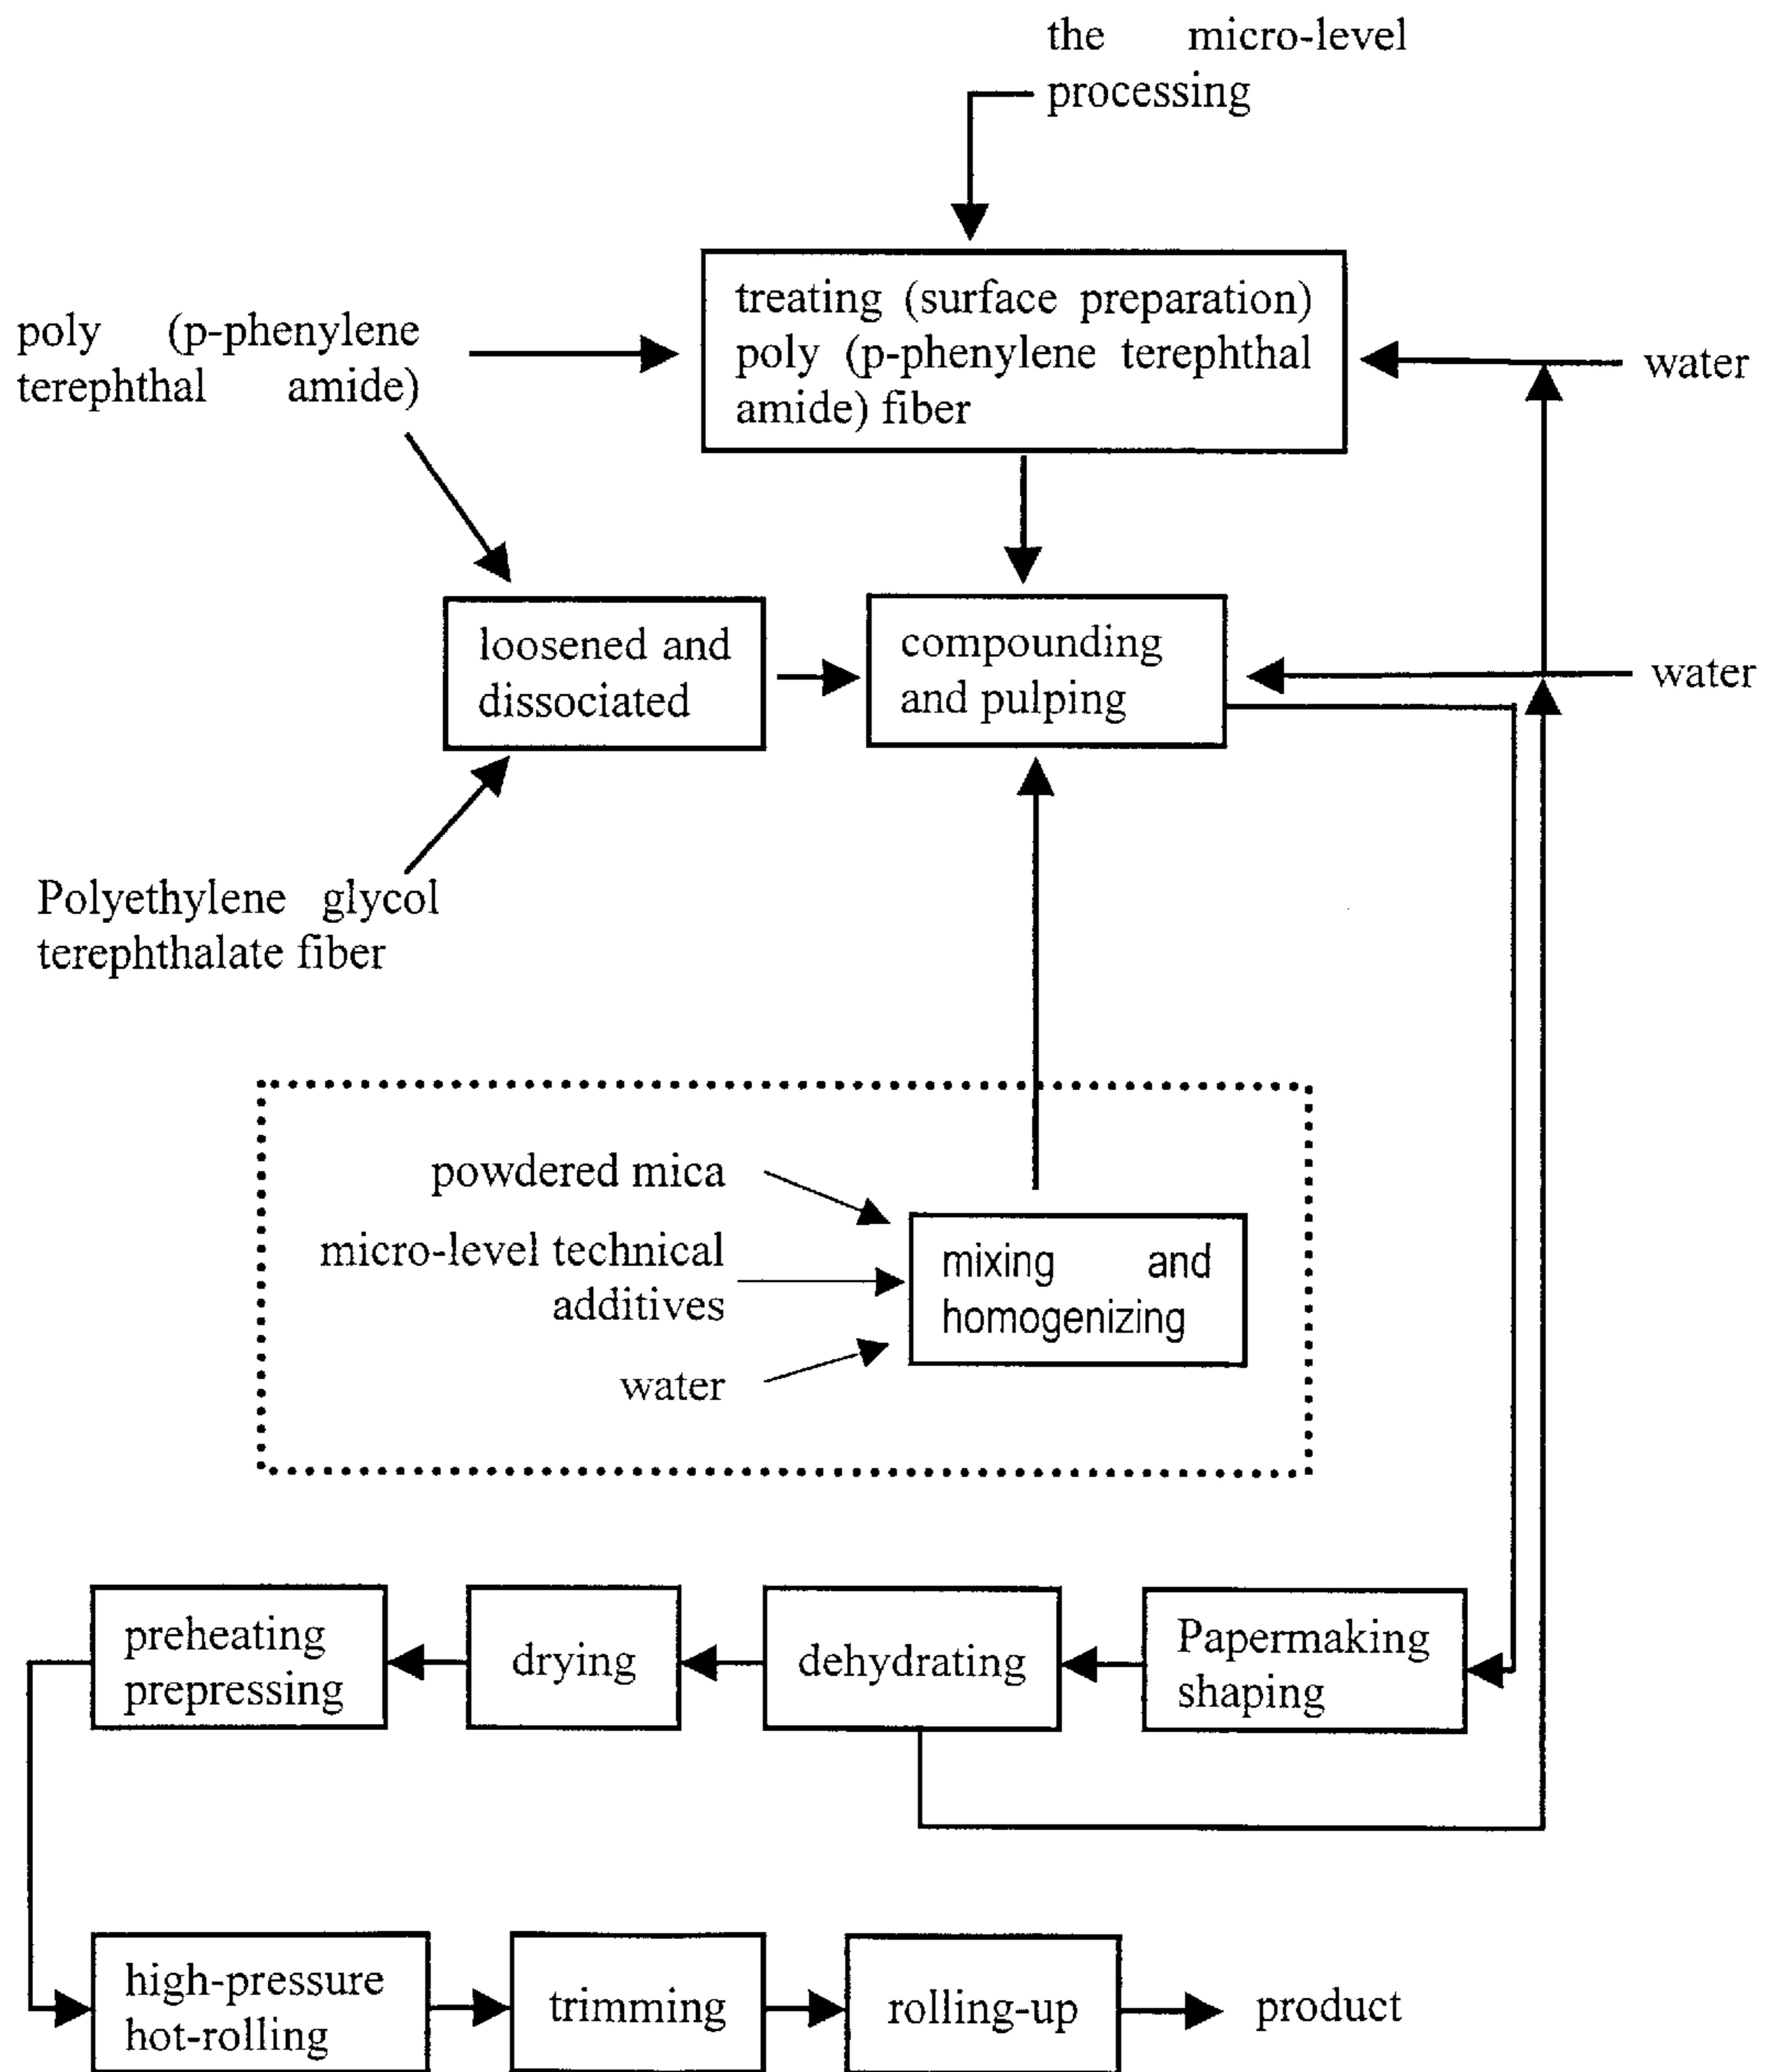 the micro-level
processing
treating (surface preparation)
poly (p-phenylene terephthal
amide) fiber
poly (p-phenylene
terephthal amide)
water
loosened and
dissociated
compounding
and pulping
water
Polyethylene glycol
terephthalate fiber
powdered mica
micro-level technical
additives
water
mixing and
homogenizing
preheating
prepressing
drying
dehydrating
Papermaking
shaping
high-pressure
hot-rolling
trimming
rolling-up
product